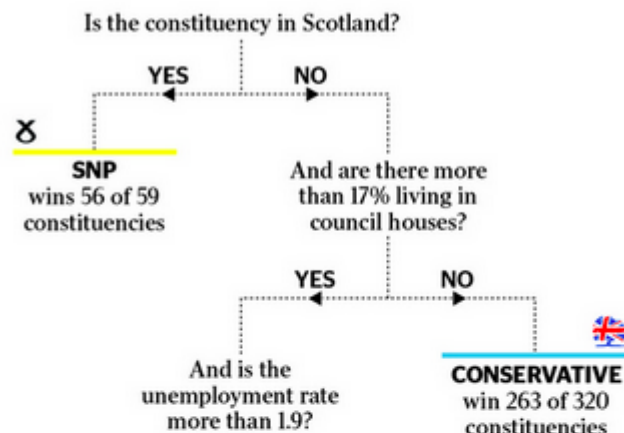 Is the constituency in Scotland?
YES
NO
SNP
wins 56 of 59
constituencies
And are there more
than 17% living in
council houses?
YES
NO
And is the
unemployment rate
more than 1.9?
CONSERVATIVE
win 263 of 320
constituencies